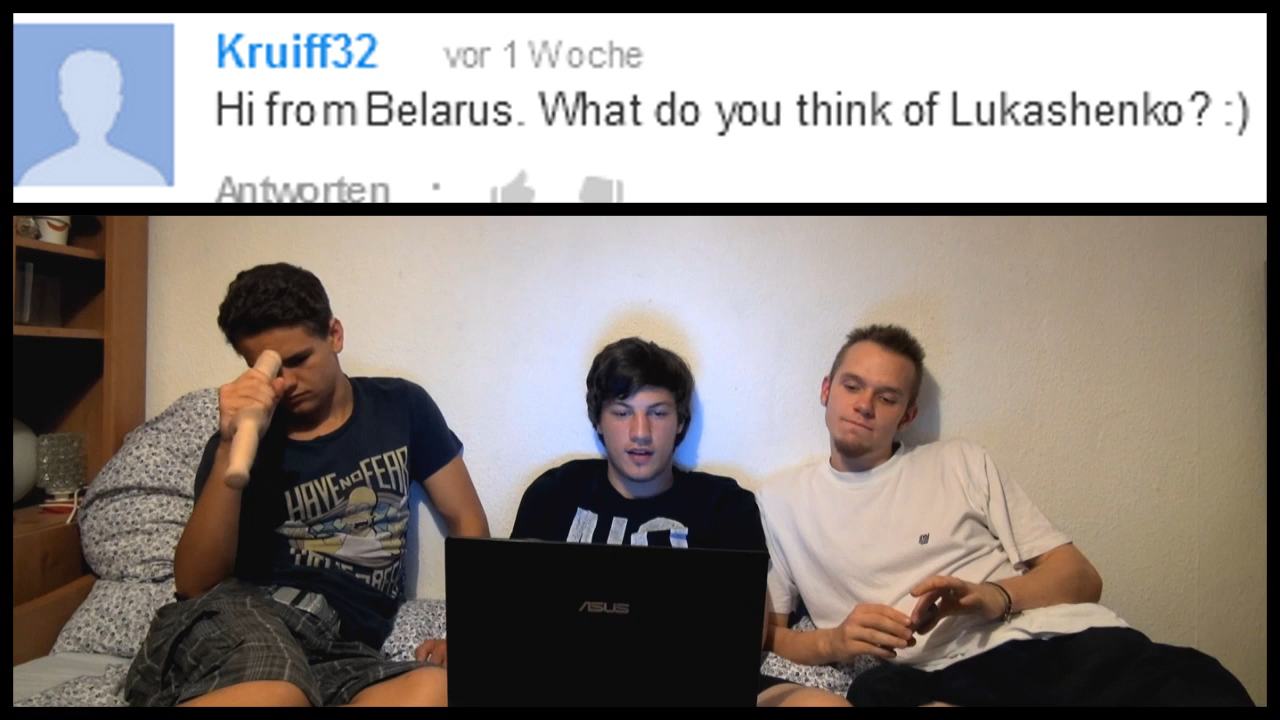 Kruiff32 vor 1 Woche
Hi from Belarus. What do you think of Lukashenko? :)
Antworten ·
HAVE NO FEAR
ASUS